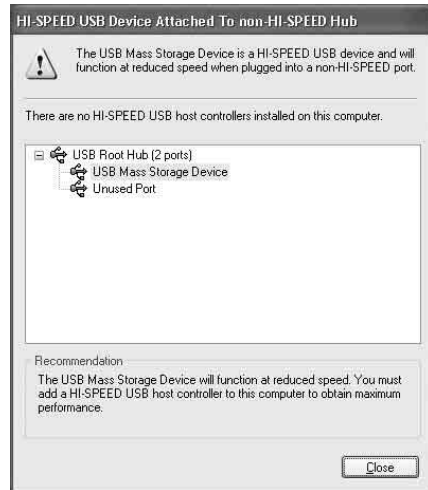 HI-SPEED USB Device Attached To non-HI-SPEED Hub
The USB Mass Storage Device is a HI-SPEED USB device and will
function at reduced speed when plugged into a non-HI-SPEED port.
There are no HI-SPEED USB host controllers installed on this computer.
USB Root Hub (2 ports)
USB Mass Storage Device
Unused Port
Recommendation
The USB Mass Storage Device will function at reduced speed. You must
add a HI-SPEED USB host controller to this computer to obtain maximum
performance.
Close